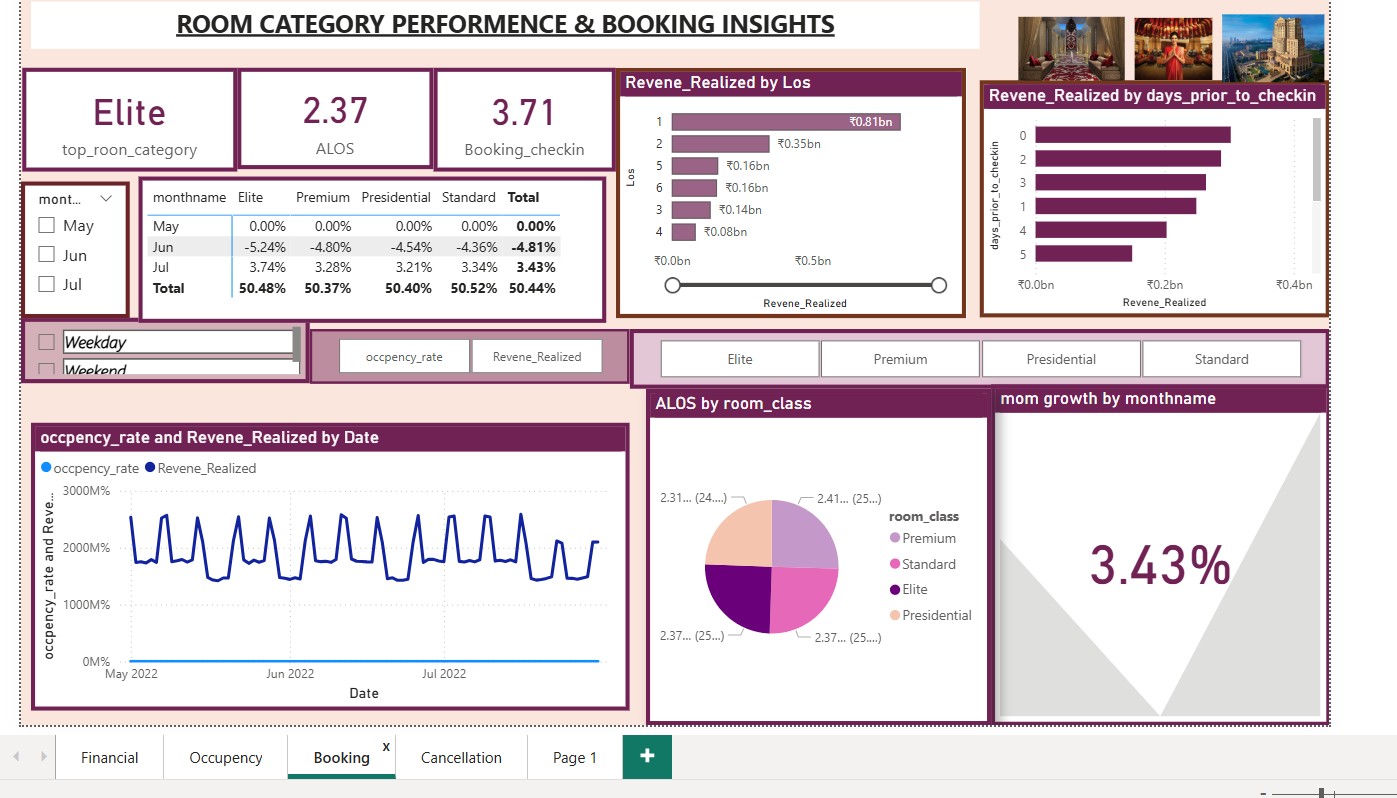 ROOM CATEGORY PERFORMENCE & BOOKING INSIGHTS
Elite
top_roon_category
2.37
ALOS
3.71
Booking_checkin
Revene_Realized by Los
Los
1 ₹0.81bn
2 ₹0.35bn
5 ₹0.16bn
6 ₹0.16bn
3 ₹0.14bn
4 ₹0.08bn
₹0.0bn ₹0.5bn
Revene_Realized
Revene_Realized by days_prior_to_checkin
days_prior_to_checkin
0
2
3
1
4
5
₹0.0bn ₹0.2bn ₹0.4bn
Revene_Realized
mont...
May
Jun
Jul
monthname Elite Premium Presidential Standard Total
May 0.00% 0.00% 0.00% 0.00% 0.00%
Jun -5.24% -4.80% -4.54% -4.36% -4.81%
Jul 3.74% 3.28% 3.21% 3.34% 3.43%
Total 50.48% 50.37% 50.40% 50.52% 50.44%
Weekday
Weekend
occpency_rate Revene_Realized
Elite Premium Presidential Standard
occpency_rate and Revene_Realized by Date
occpency_rate Revene_Realized
occpency_rate and Reve...
3000M%
2000M%
1000M%
0M%
May 2022 Jun 2022 Jul 2022
Date
ALOS by room_class
2.31... (24....) 2.41... (25...)
2.37... (25...) 2.37... (25....)
room_class
Premium
Standard
Elite
Presidential
mom growth by monthname
3.43%
Financial Occupency Booking x Cancellation Page 1 +